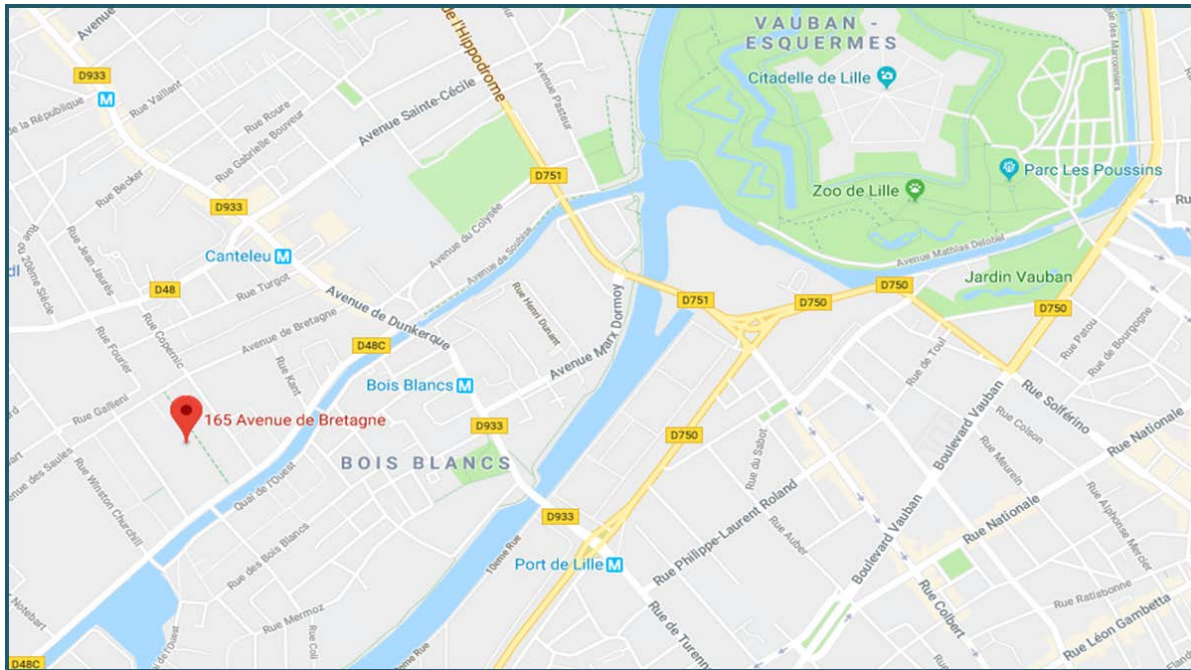 Avenue
D933
M
de la République
Rue Vaillant
Rue Roure
Rue Gabrielle Bouveur
Avenue Sainte-Cécile
de l'Hippodrome
Avenue Pasteur
VAUBAN -
ESQUERMES
Citadelle de Lille
Parc Les Poussins
Zoo de Lille
Rue Becker
D933
D751
Avenue du Colysée
Avenue de Soubise
Canteleu M
Rue Jean Jaurès
ou 20ème Siècle
D48
Rue Turgot
Avenue de Dunkerque
Rue Henri Dunant
Avenue Marx Dormoy
Avenue Mathias Delobel
Jardin Vauban
D751
D750
D750
D750
Rue Patou
Rue de Bourgogne
Rue de Toul
Rue Fourier
Rue Copernic
Avenue de Bretagne
D48C
Rue Kant
Bois Blancs M
Rue Gallieni
165 Avenue de Bretagne
D933
BOIS BLANCS
D750
Rue du Sabot
Boulevard Vauban
Rue Solférino
Rue Colson
Rue Nationale
Rue Meurein
Rue Winston Churchill
Quai de l'Ouest
Rue des Bois Blancs
D933
10ème Rue
Port de Lille M
Rue Philippe-Laurent Roland
Rue Auber
Boulevard Vauban
Rue Nationale
Rue Alphonse Mercier
Rue Colbert
Rue Ratisbonne
Rue Léon Gambetta
Rue Mermoz
Rue Coli
Rue de Turenne
D48C